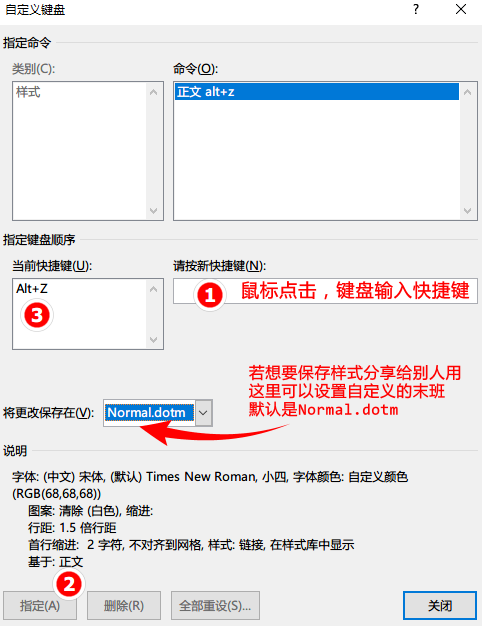 自定义键盘
?
指定命令
类别(C):
命令(O):
样式
正文 alt+z
指定键盘顺序
当前快捷键(U):
请按新快捷键(N):
Alt+Z
3
1
鼠标点击，键盘输入快捷键
若想要保存样式分享给别人用
这里可以设置自定义的末班
默认是Normal.dotm
将更改保存在(V):
Normal.dotm
说明
字体: (中文) 宋体, (默认) Times New Roman, 小四, 字体颜色: 自定义颜色
(RGB(68,68,68))
图案: 清除 (白色), 缩进:
行距: 1.5 倍行距
首行缩进: 2 字符, 不对齐到网格, 样式: 链接, 在样式库中显示
基于: 正文
2
指定(A)
删除(R)
全部重设(S)...
关闭